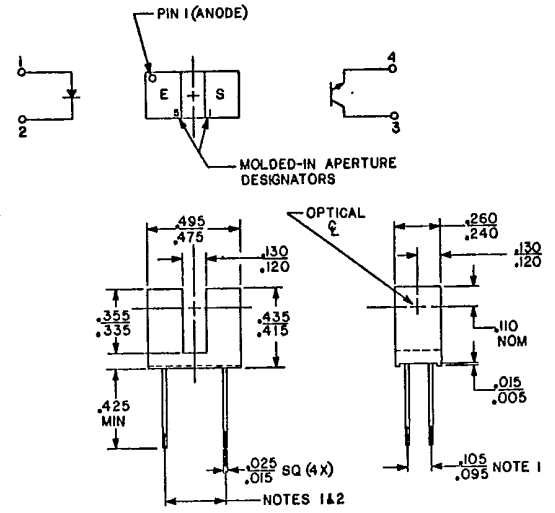 PIN 1 (ANODE)
1
2
E
S
5
1
4
3
MOLDED-IN APERTURE
DESIGNATORS
.495
.475
.130
.120
OPTICAL
℄
.260
.240
.130
.120
.355
.335
.435
.415
.110
NOM
.425
MIN
.015
.005
.025
.015 SQ (4X)
.105
.095 NOTE 1
NOTES 1&2